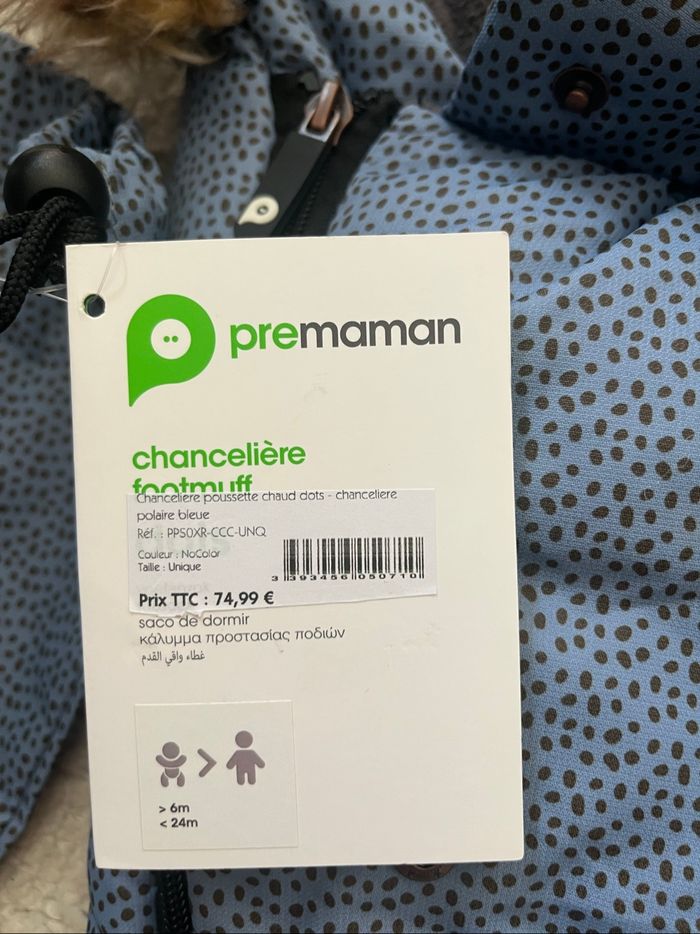 premaman
chancelière
footmuff
Chanceliere poussette chaud dots - chanceliere
polaire bleue
Réf. : PPS0XR-CCC-UNQ
Couleur : NoColor
Taille : Unique
3 393456 050710
Prix TTC : 74,99 €
saco de dormir
κάλυμμα προστασίας ποδιών
غطاء واقي القدم
> 6m
< 24m